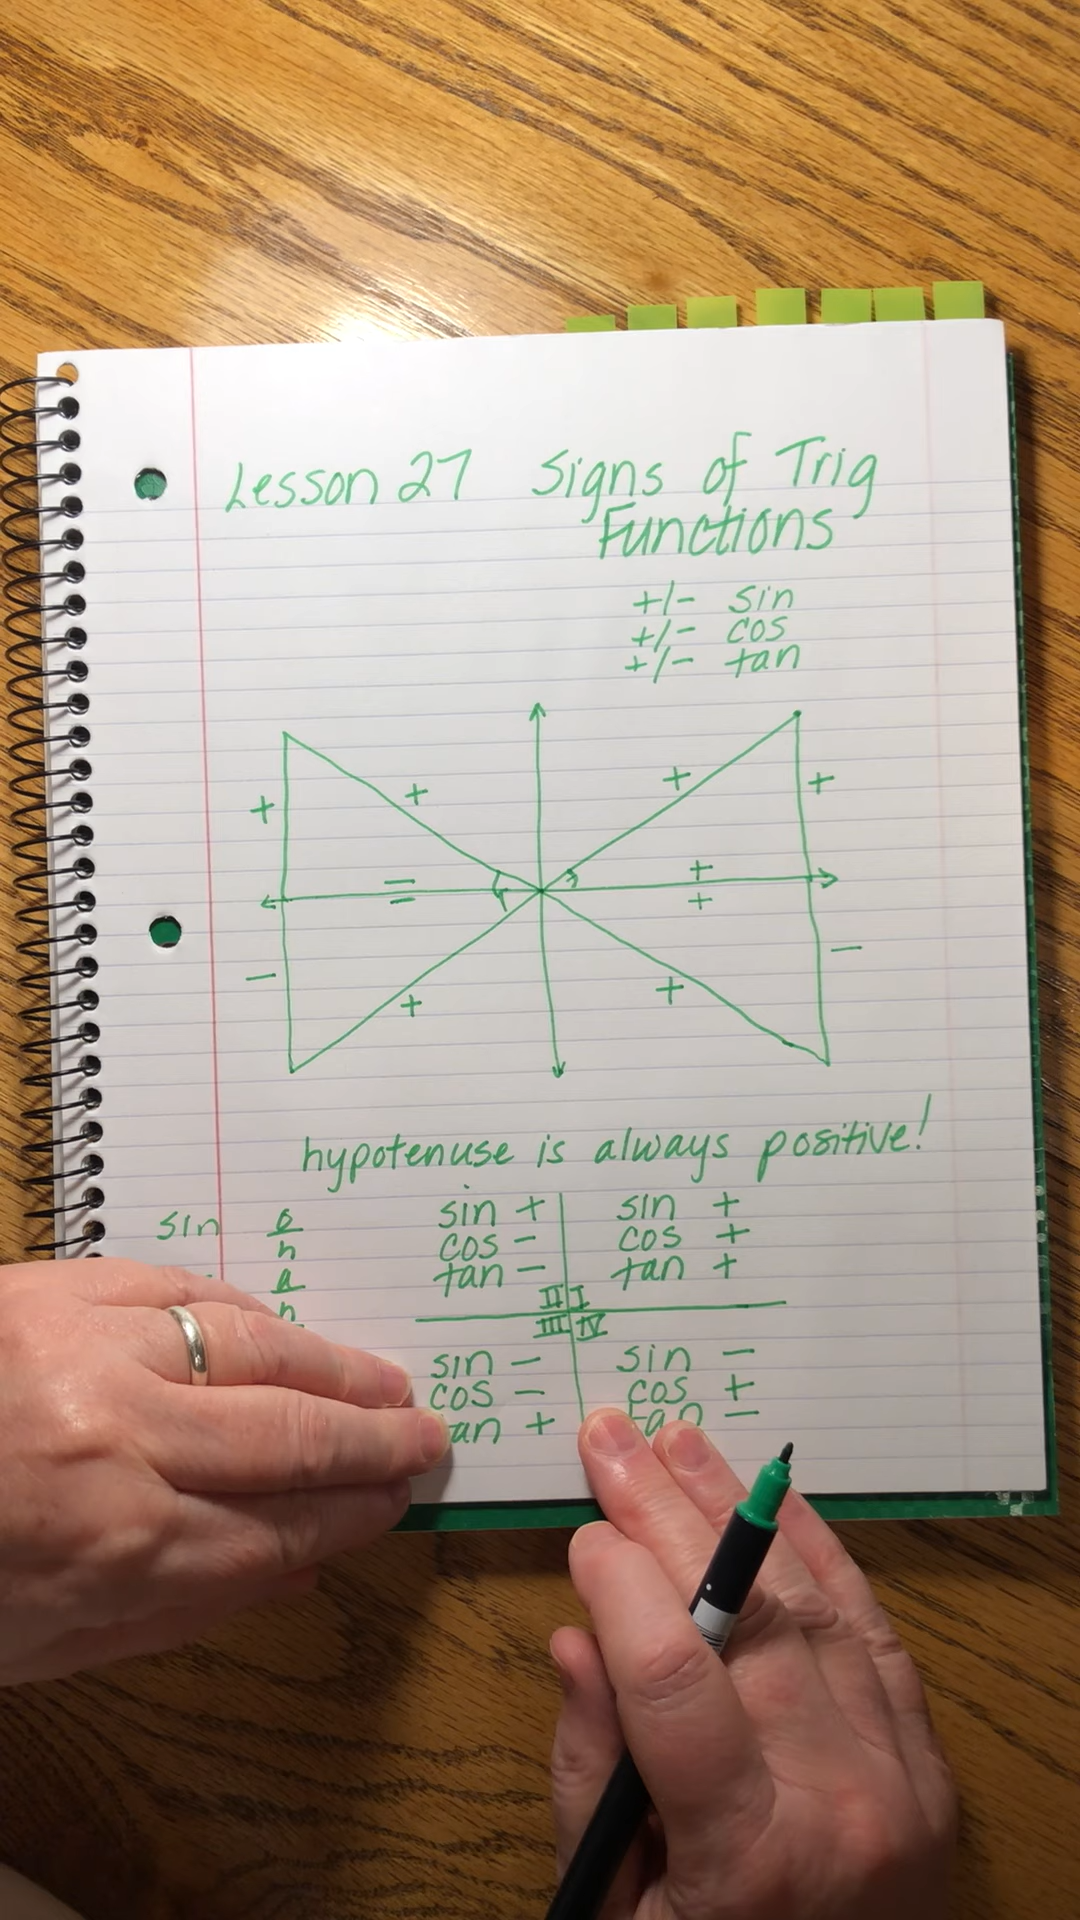 Lesson 27 Signs of Trig
Functions
+/- sin
+/- cos
+/- tan
+ + + +
= + +
- + + -
hypotenuse is always positive!
sin o/h sin + sin +
a/h cos - cos +
tan - tan +
II I
III IV
sin - sin -
cos - cos +
tan + tan -